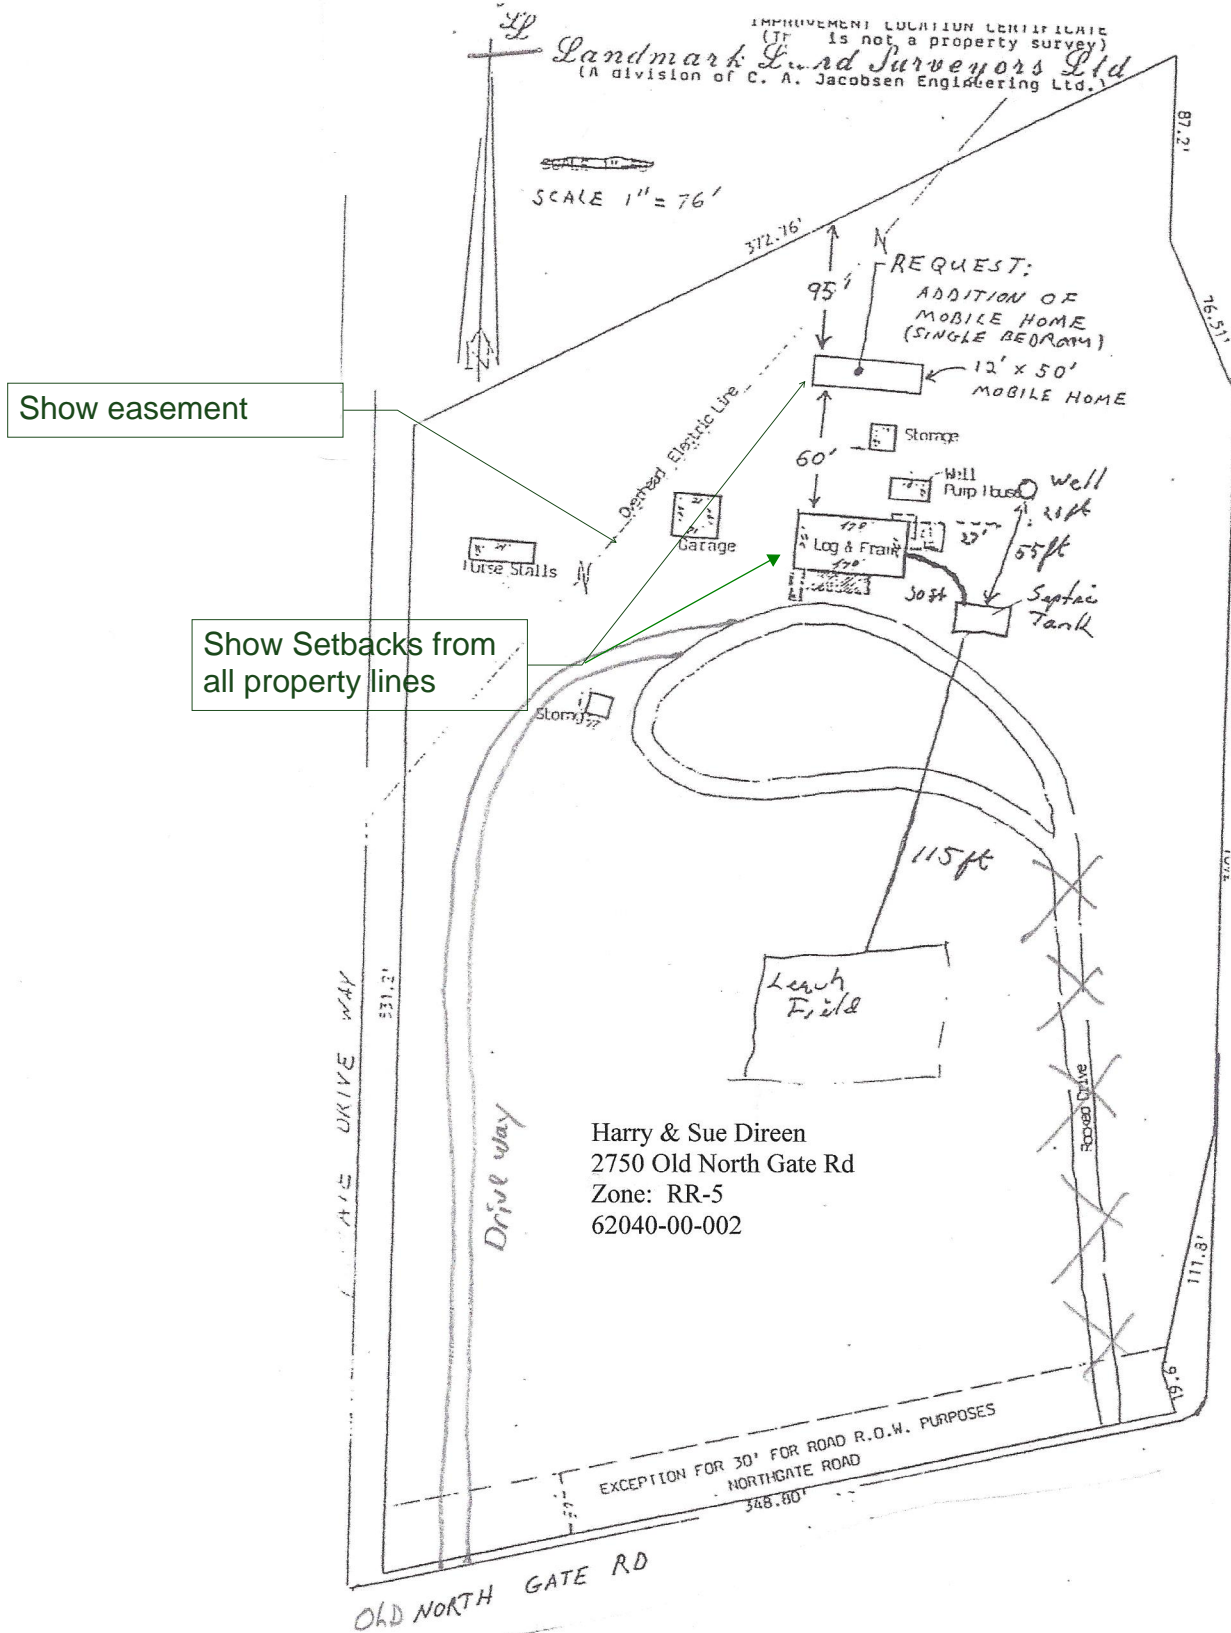 IMPROVEMENT LOCATION CERTIFICATE
is not a property survey)
Landmark Land Surveyors Ltd
(A division of C. A. Jacobsen Engineering Ltd.)
SCALE 1" = 76'
87.2'
372.76'
N
REQUEST:
95'
ADDITION OF
MOBILE HOME
(SINGLE BEDROOM)
76.51'
12' x 50'
MOBILE HOME
Show easement
Overhead Electric Line
Storage
60'
Well
Pump House
Well
21ft
27'
55ft
Garage
Log & Frame
Horse Stalls
N
30ft
Septic
Tank
Show Setbacks from
all property lines
Storage
115ft
Leach
Field
531.2'
DRIVE WAY
Drive way
Rocked Drive
Harry & Sue Direen
2750 Old North Gate Rd
Zone: RR-5
62040-00-002
111.8'
19.6'
EXCEPTION FOR 30' FOR ROAD R.O.W. PURPOSES
NORTHGATE ROAD
348.80'
OLD NORTH GATE RD